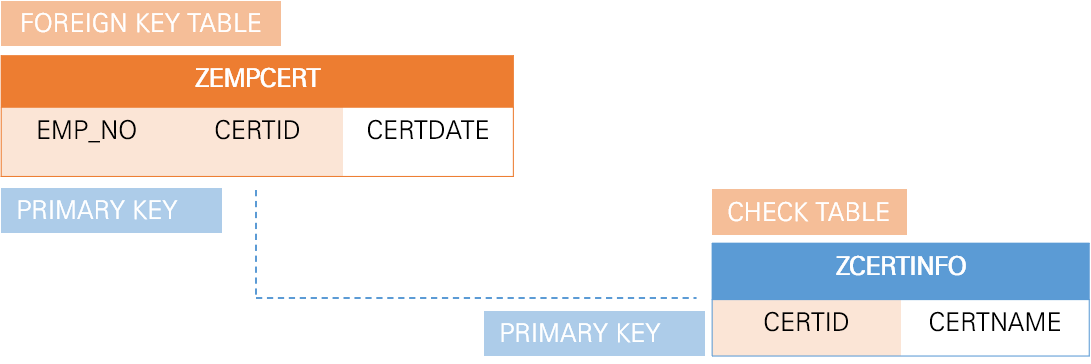 FOREIGN KEY TABLE
ZEMPCERT
EMP_NO CERTID CERTDATE
PRIMARY KEY
CHECK TABLE
ZCERTINFO
PRIMARY KEY
CERTID CERTNAME